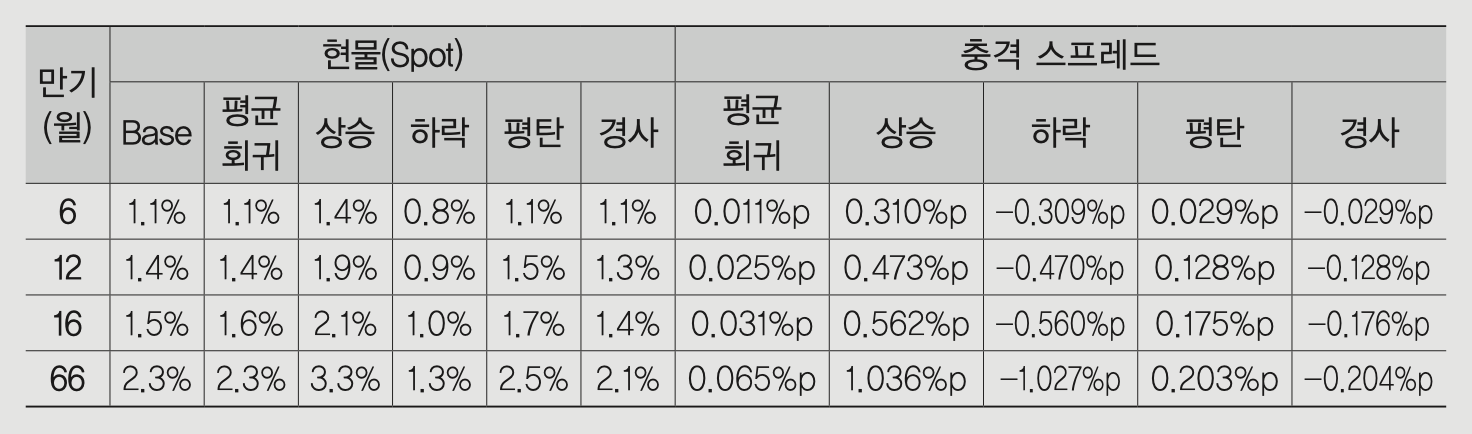 만기(월) 현물(Spot) 충격 스프레드
Base 평균회귀 상승 하락 평탄 경사 평균회귀 상승 하락 평탄 경사
6 1.1% 1.1% 1.4% 0.8% 1.1% 1.1% 0.011%p 0.310%p −0.309%p 0.029%p −0.029%p
12 1.4% 1.4% 1.9% 0.9% 1.5% 1.3% 0.025%p 0.473%p −0.470%p 0.128%p −0.128%p
16 1.5% 1.6% 2.1% 1.0% 1.7% 1.4% 0.031%p 0.562%p −0.560%p 0.175%p −0.176%p
66 2.3% 2.3% 3.3% 1.3% 2.5% 2.1% 0.065%p 1.036%p −1.027%p 0.203%p −0.204%p